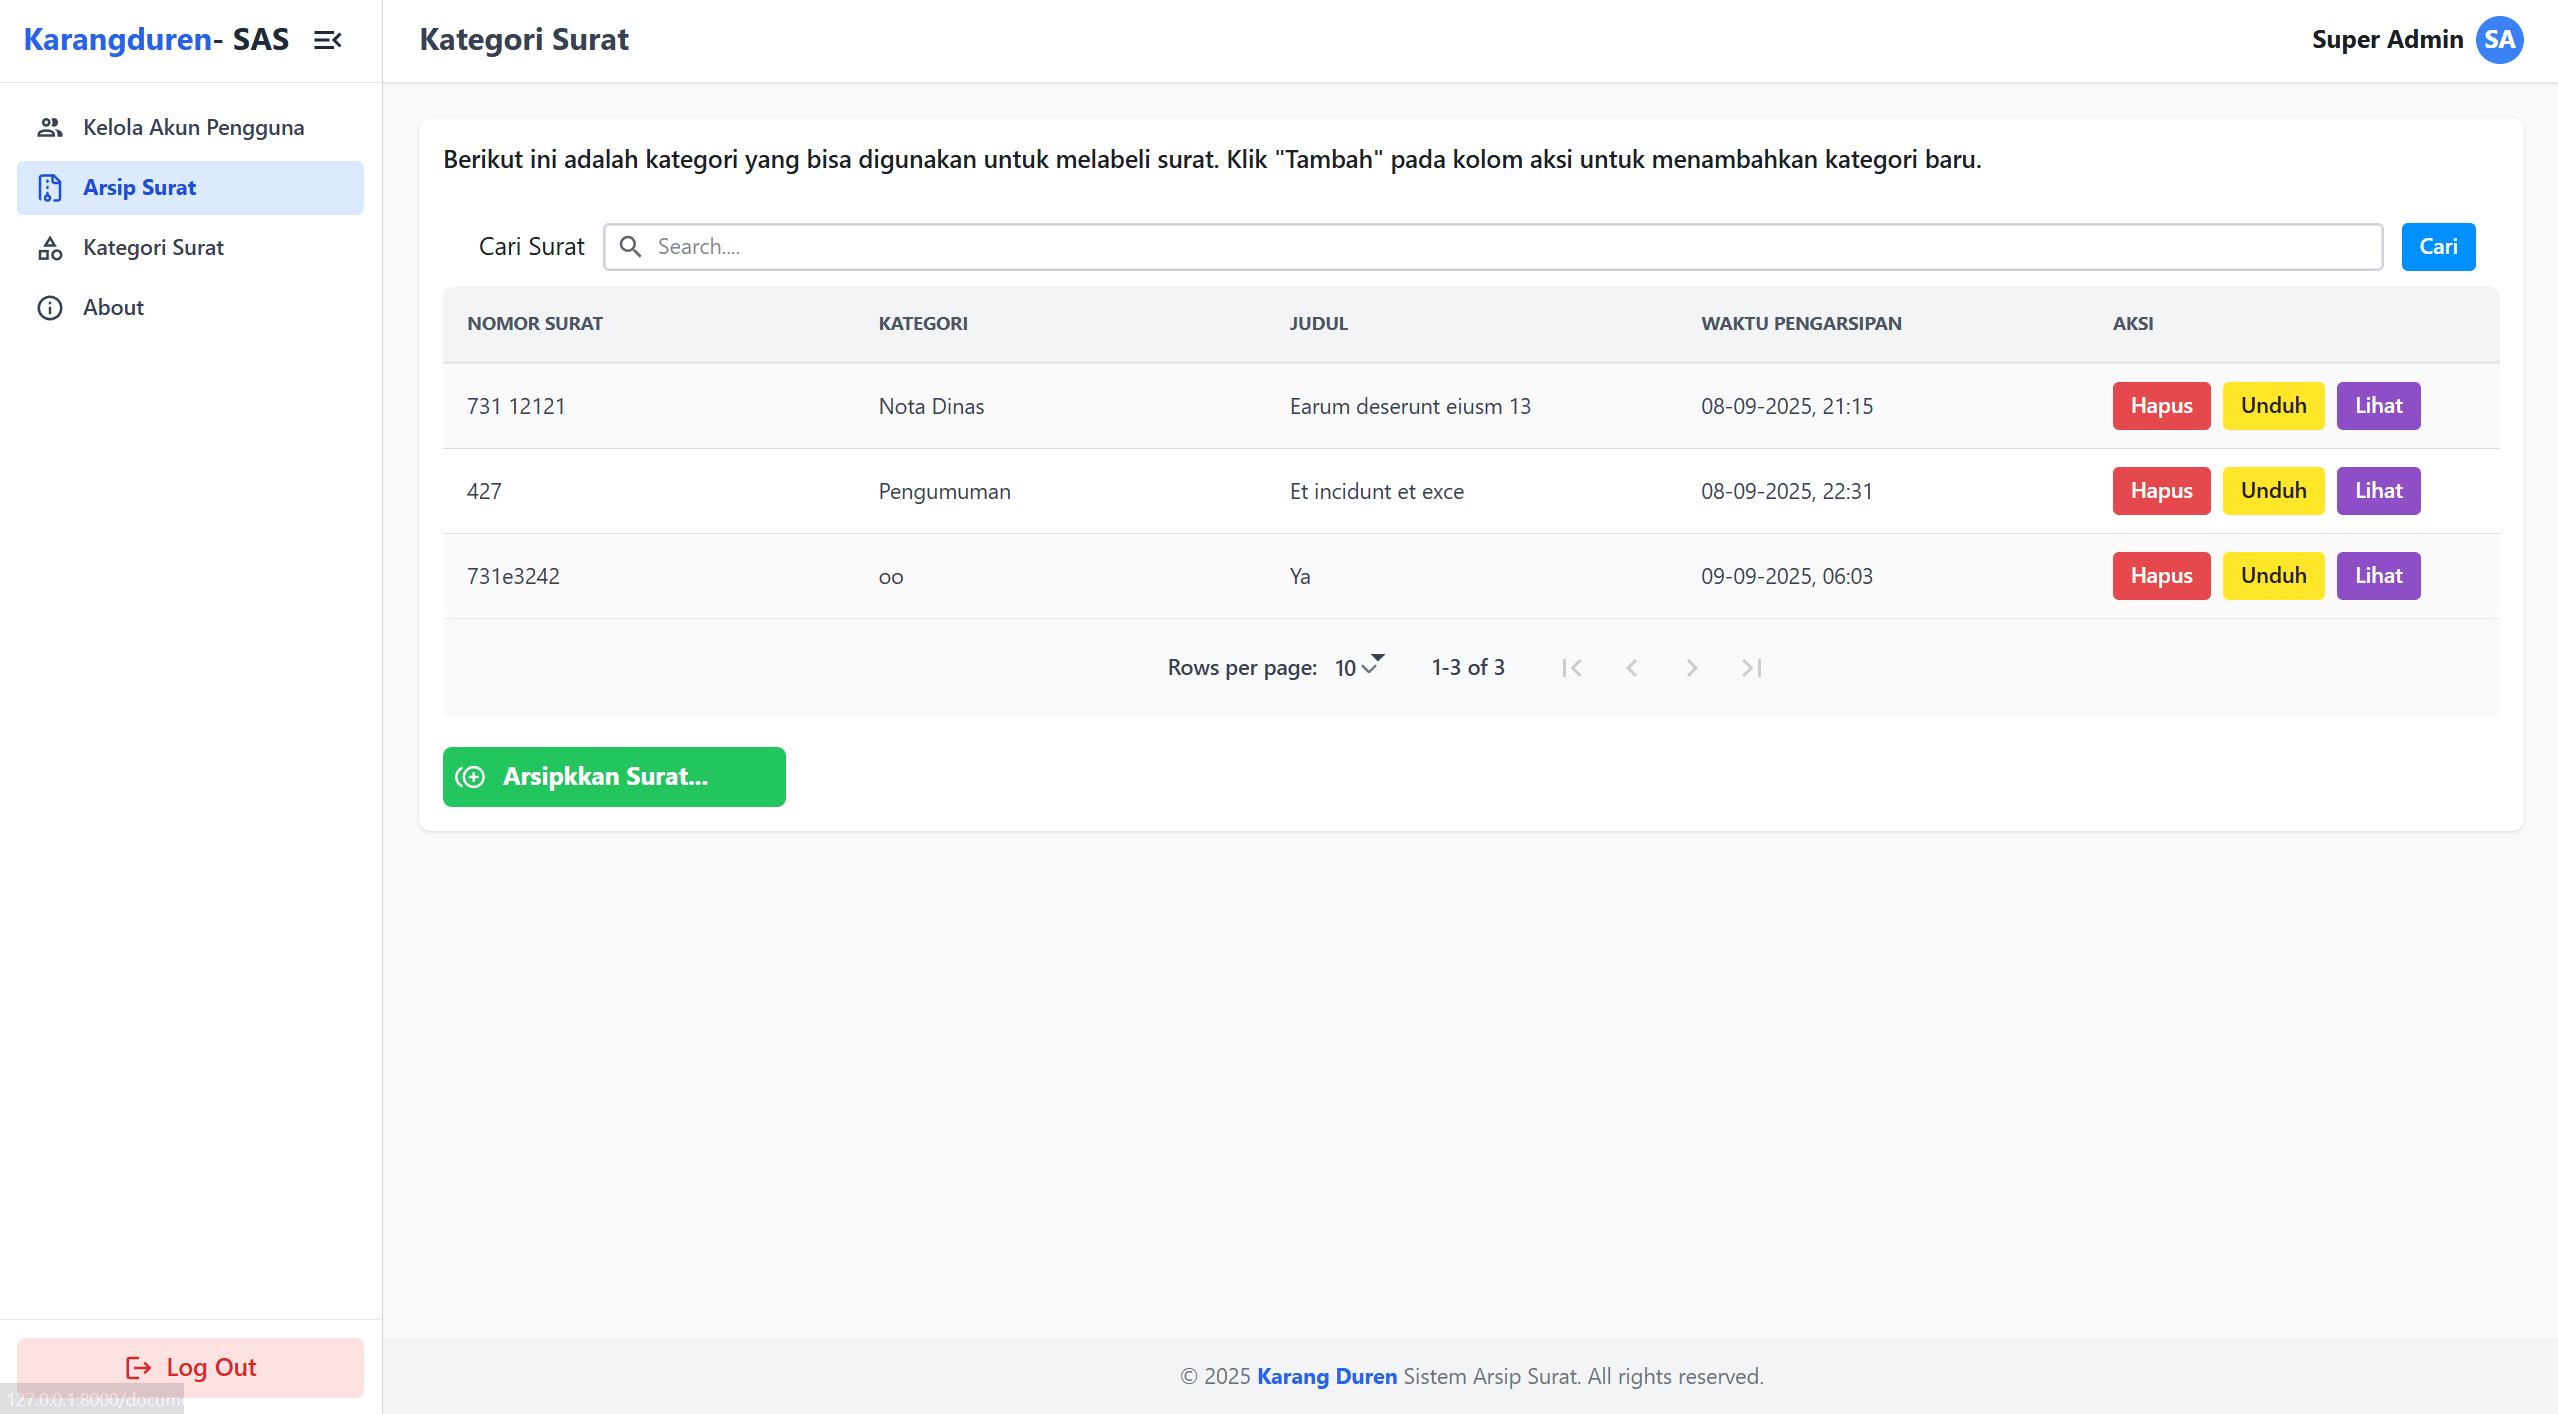 Karangduren- SAS
Kategori Surat
Super Admin SA
Kelola Akun Pengguna
Arsip Surat
Kategori Surat
About
Berikut ini adalah kategori yang bisa digunakan untuk melabeli surat. Klik "Tambah" pada kolom aksi untuk menambahkan kategori baru.
Cari Surat Search.... Cari
NOMOR SURAT KATEGORI JUDUL WAKTU PENGARSIPAN AKSI
731 12121 Nota Dinas Earum deserunt eiusm 13 08-09-2025, 21:15 Hapus Unduh Lihat
427 Pengumuman Et incidunt et exce 08-09-2025, 22:31 Hapus Unduh Lihat
731e3242 oo Ya 09-09-2025, 06:03 Hapus Unduh Lihat
Rows per page: 10 1-3 of 3
Arsipkkan Surat...
Log Out
127.0.0.1:8000/docum
© 2025 Karang Duren Sistem Arsip Surat. All rights reserved.